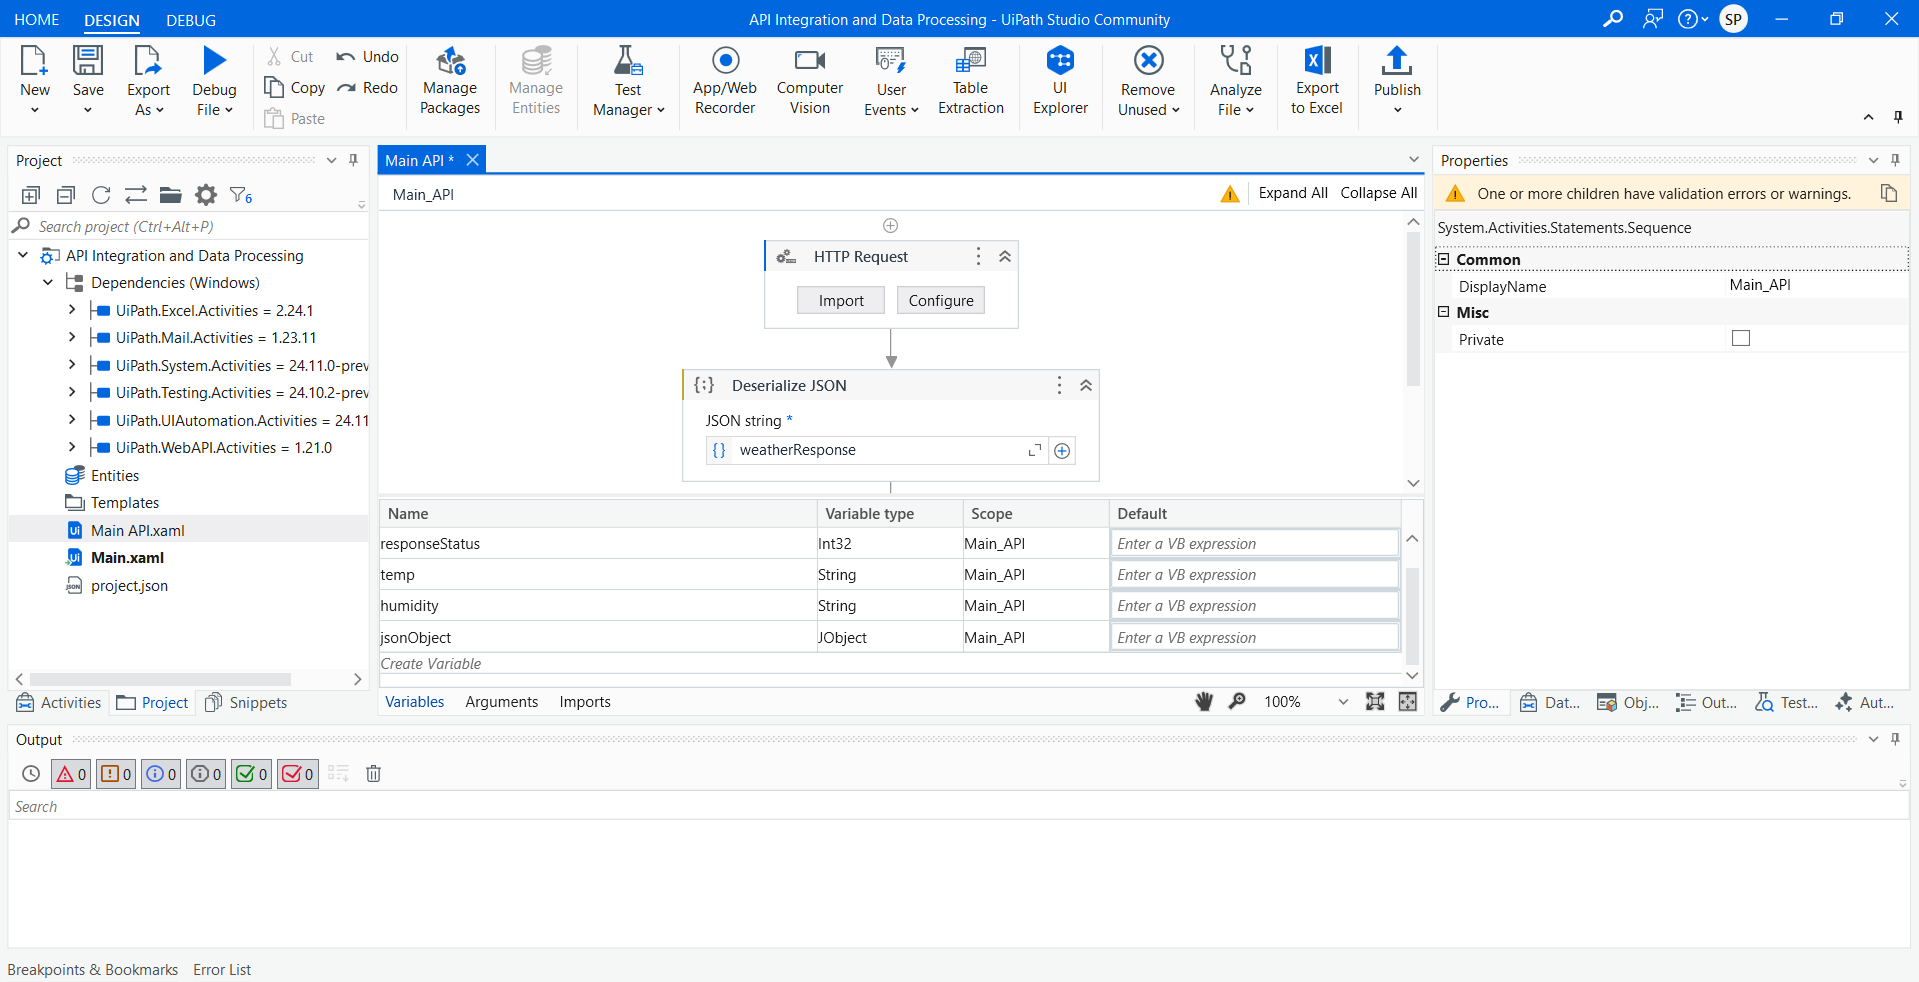 HOME DESIGN DEBUG API Integration and Data Processing - UiPath Studio Community SP
New Save Export As Debug File Cut Copy Paste Undo Redo Manage Packages Manage Entities Test Manager App/Web Recorder Computer Vision User Events Table Extraction UI Explorer Remove Unused Analyze File Export to Excel Publish
Project
6
Search project (Ctrl+Alt+P)
API Integration and Data Processing
Dependencies (Windows)
UiPath.Excel.Activities = 2.24.1
UiPath.Mail.Activities = 1.23.11
UiPath.System.Activities = 24.11.0-prev
UiPath.Testing.Activities = 24.10.2-prev
UiPath.UIAutomation.Activities = 24.11
UiPath.WebAPI.Activities = 1.21.0
Entities
Templates
Main API.xaml
Main.xaml
project.json
Activities Project Snippets
Main API *
Main_API Expand All Collapse All
HTTP Request
Import Configure
Deserialize JSON
JSON string *
{} weatherResponse
Name Variable type Scope Default
responseStatus Int32 Main_API Enter a VB expression
temp String Main_API Enter a VB expression
humidity String Main_API Enter a VB expression
jsonObject JObject Main_API Enter a VB expression
Create Variable
Variables Arguments Imports 100%
Properties
One or more children have validation errors or warnings.
System.Activities.Statements.Sequence
Common
DisplayName Main_API
Misc
Private
Pro... Dat... Obj... Out... Test... Aut...
Output
0 0 0 0 0 0
Search
Breakpoints & Bookmarks Error List